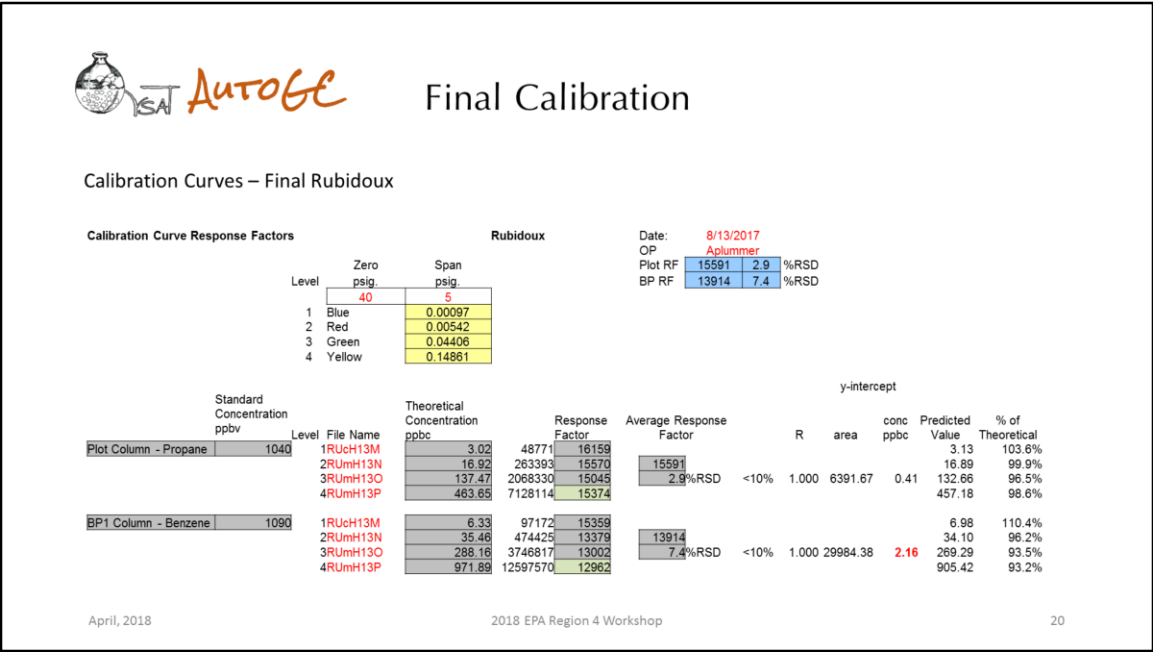 YSAT AutoGC
Final Calibration
Calibration Curves – Final Rubidoux
Calibration Curve Response Factors Rubidoux Date: 8/13/2017
OP Aplummer
Plot RF 15591 2.9 %RSD
BP RF 13914 7.4 %RSD
Zero Span
Level psig. psig.
40 5
1 Blue 0.00097
2 Red 0.00542
3 Green 0.04406
4 Yellow 0.14861
y-intercept
Standard
Concentration Theoretical
ppbv Concentration Response Average Response conc Predicted % of
Level File Name ppbc Factor Factor R area ppbc Value Theoretical
Plot Column - Propane 1040 1 RUcH13M 3.02 48771 16159 3.13 103.6%
2 RUmH13N 16.92 263393 15570 15591 16.89 99.9%
3 RUmH13O 137.47 2068330 15045 2.9 %RSD <10% 1.000 6391.67 0.41 132.66 96.5%
4 RUmH13P 463.65 7128114 15374 457.18 98.6%
BP1 Column - Benzene 1090 1 RUcH13M 6.33 97172 15359 6.98 110.4%
2 RUmH13N 35.46 474425 13379 13914 34.10 96.2%
3 RUmH13O 288.16 3746817 13002 7.4 %RSD <10% 1.000 29984.38 2.16 269.29 93.5%
4 RUmH13P 971.89 12597570 12962 905.42 93.2%
April, 2018 2018 EPA Region 4 Workshop 20